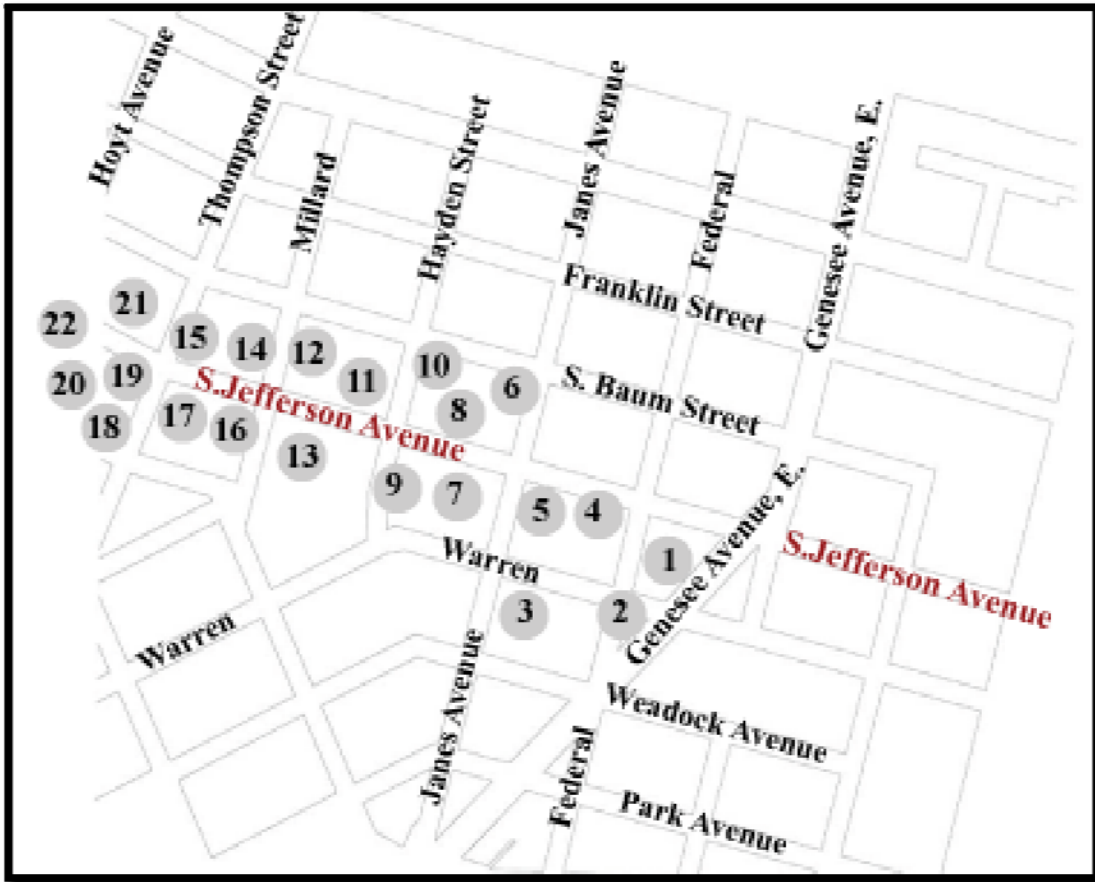 Hoyt Avenue
Thompson Street
Millard
Hayden Street
Janes Avenue
Federal
Genesee Avenue, E.
Franklin Street
21
22
15
14
12
10
11
6
S. Baum Street
20
19
S.Jefferson Avenue
8
18
17
16
13
9
7
5
4
Genesee Avenue, E.
1
S.Jefferson Avenue
Warren
3
2
Warren
Janes Avenue
Weadock Avenue
Federal
Park Avenue